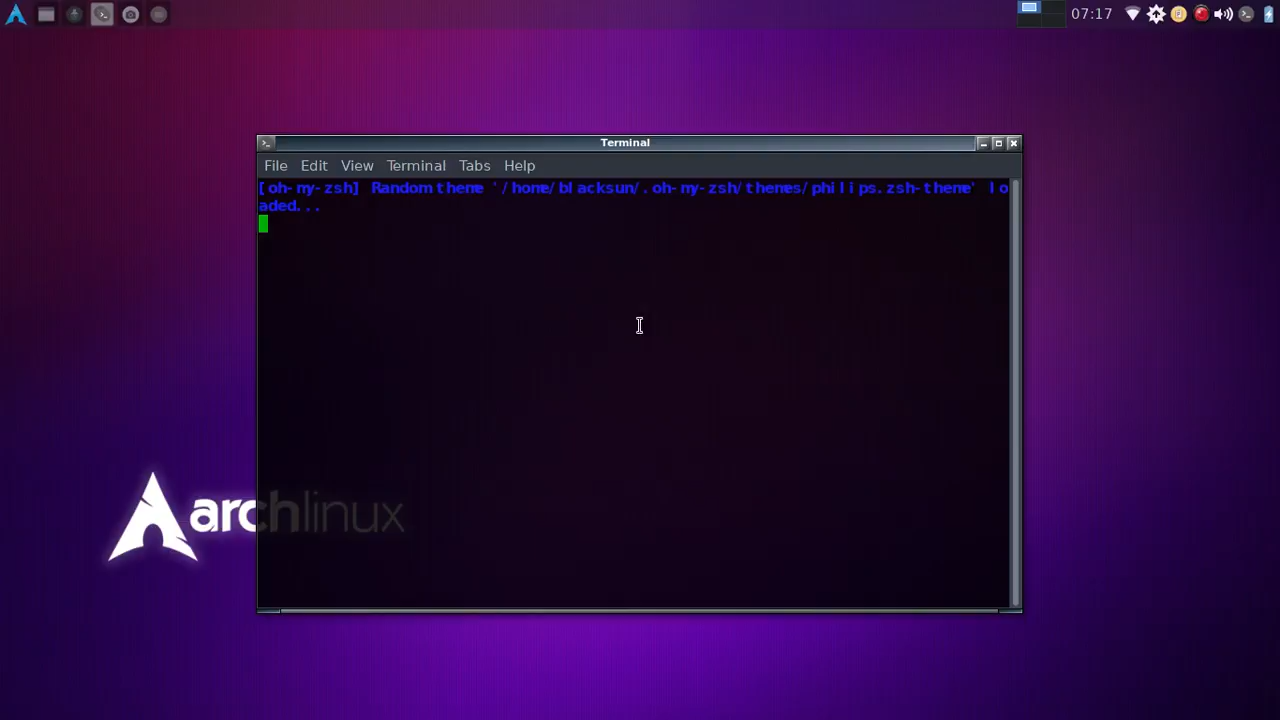 07:17
Terminal
File Edit View Terminal Tabs Help
[oh-my-zsh] Random theme '/home/blacksun/.oh-my-zsh/themes/philips.zsh-theme' lo
aded...
archlinux